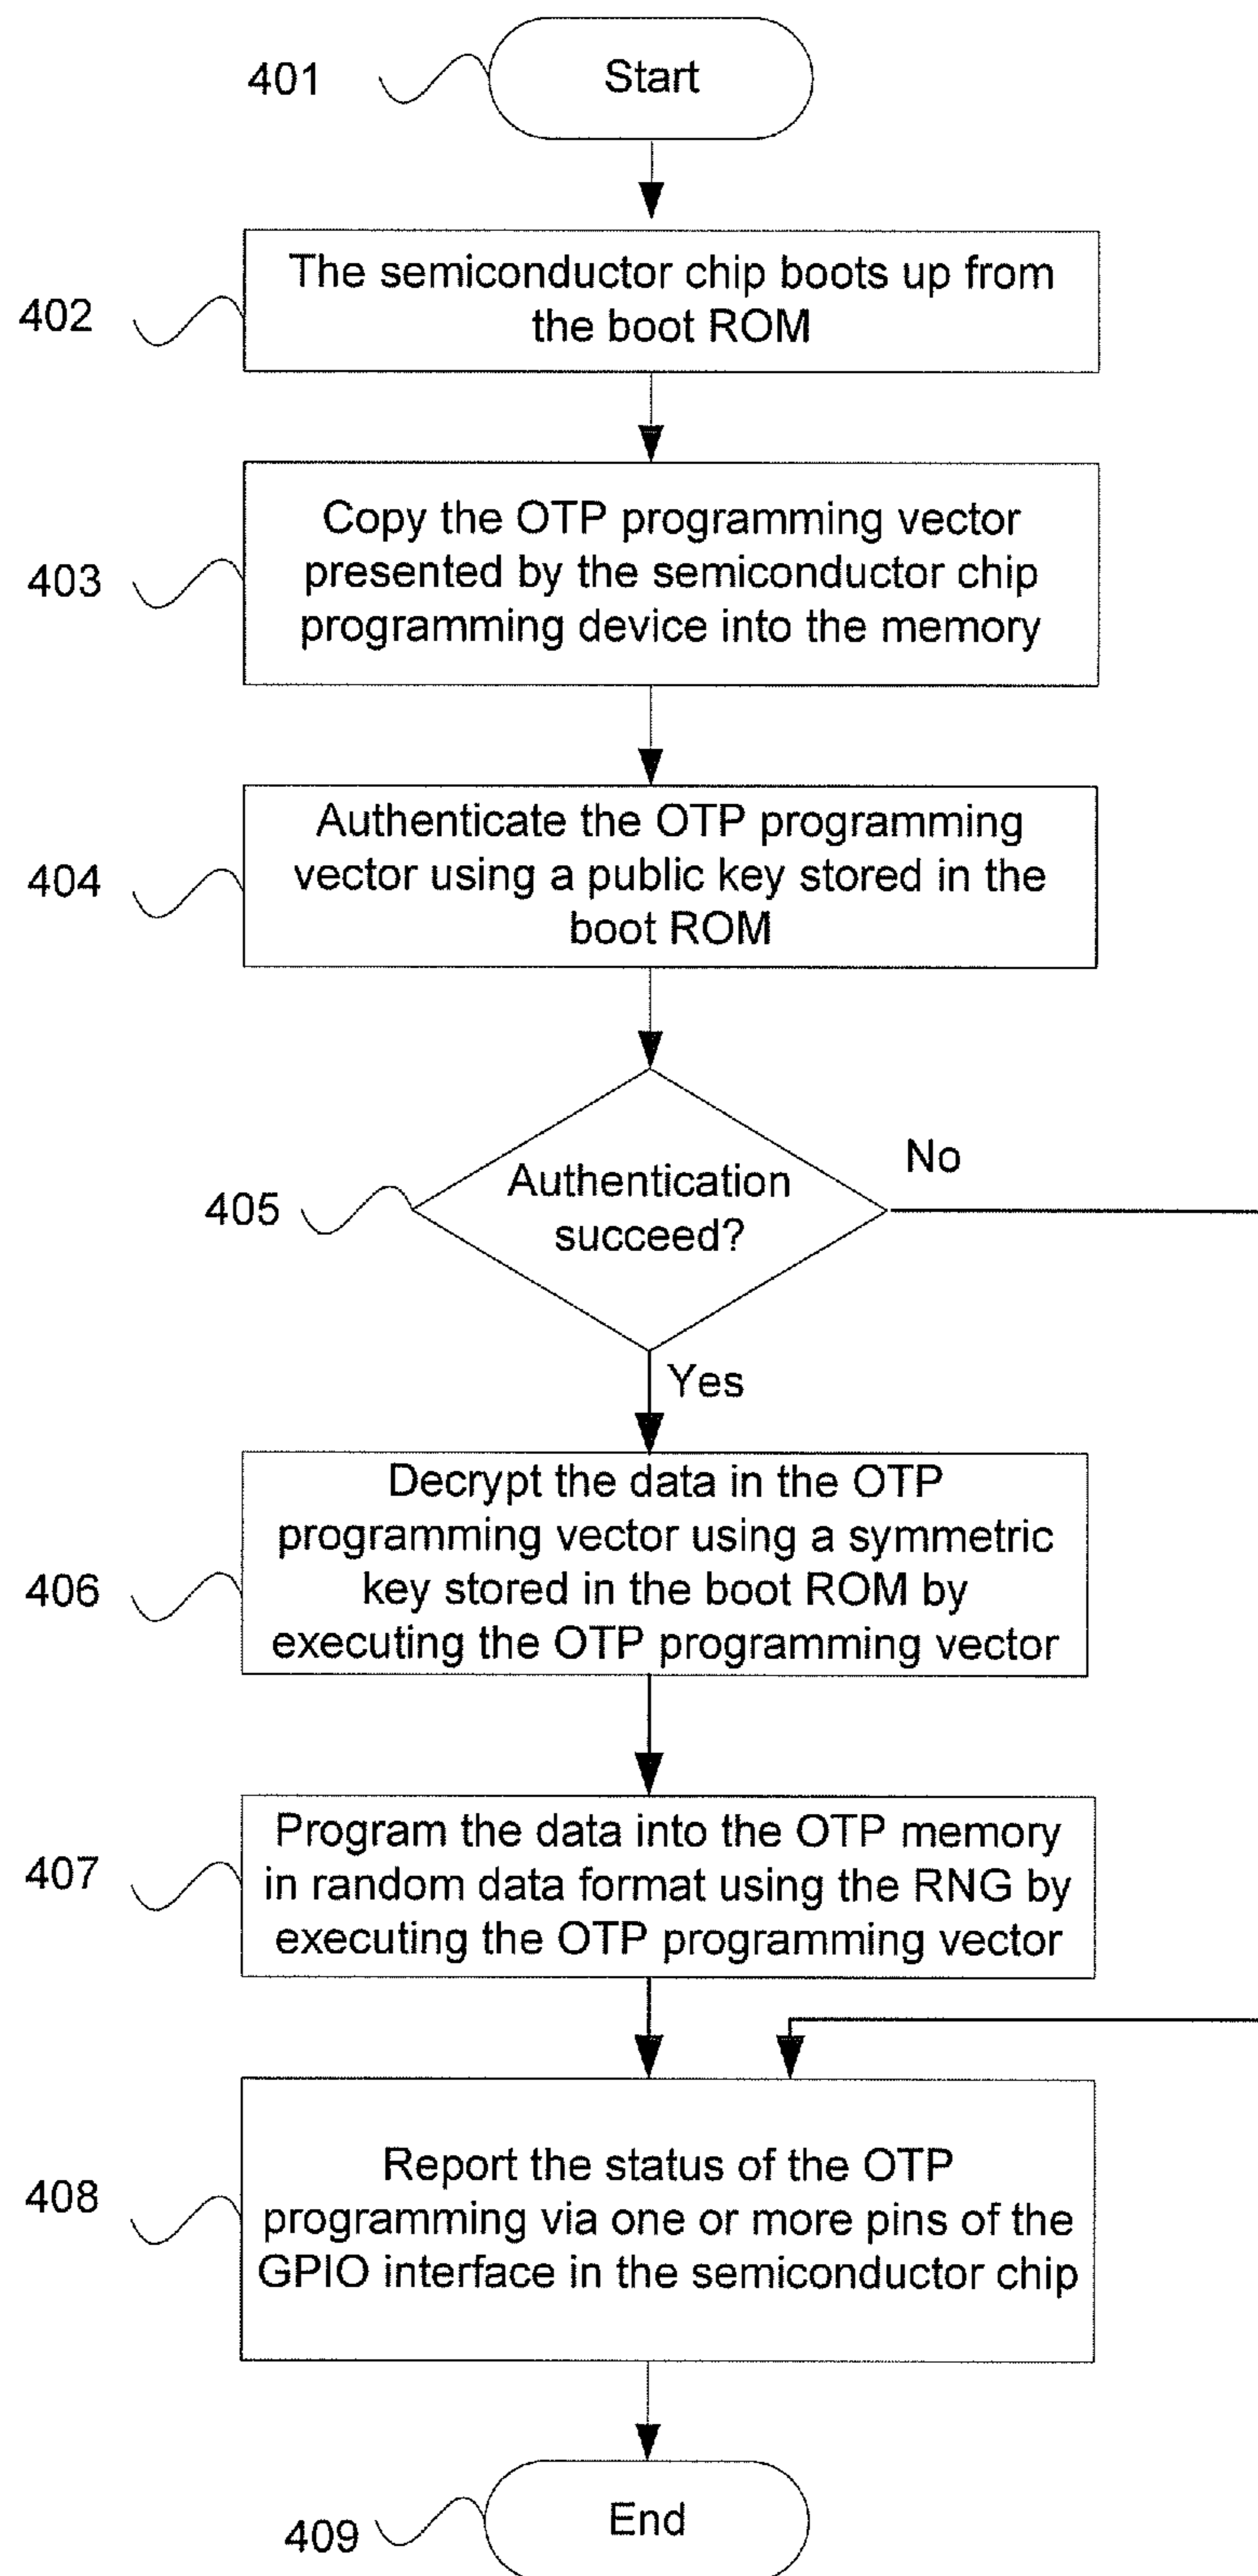 401
Start
402
The semiconductor chip boots up from
the boot ROM
403
Copy the OTP programming vector
presented by the semiconductor chip
programming device into the memory
404
Authenticate the OTP programming
vector using a public key stored in the
boot ROM
405
Authentication
succeed?
No
Yes
406
Decrypt the data in the OTP
programming vector using a symmetric
key stored in the boot ROM by
executing the OTP programming vector
407
Program the data into the OTP memory
in random data format using the RNG by
executing the OTP programming vector
408
Report the status of the OTP
programming via one or more pins of the
GPIO interface in the semiconductor chip
409
End